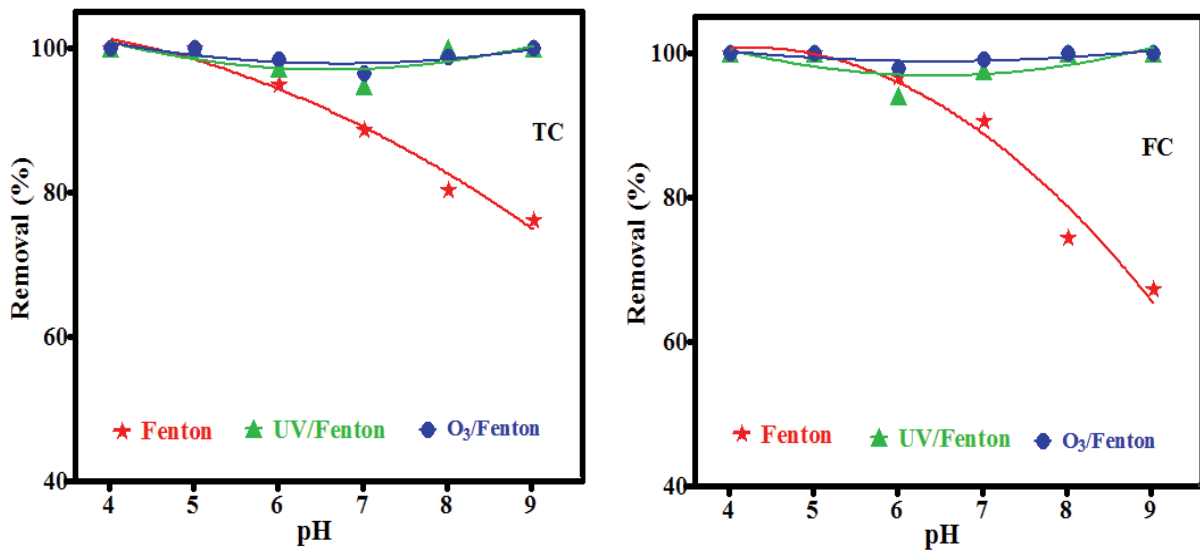 Removal (%)
100
80
60
40
TC
Fenton UV/Fenton O₃/Fenton
4 5 6 7 8 9
pH
Removal (%)
100
80
60
40
FC
Fenton UV/Fenton O₃/Fenton
4 5 6 7 8 9
pH